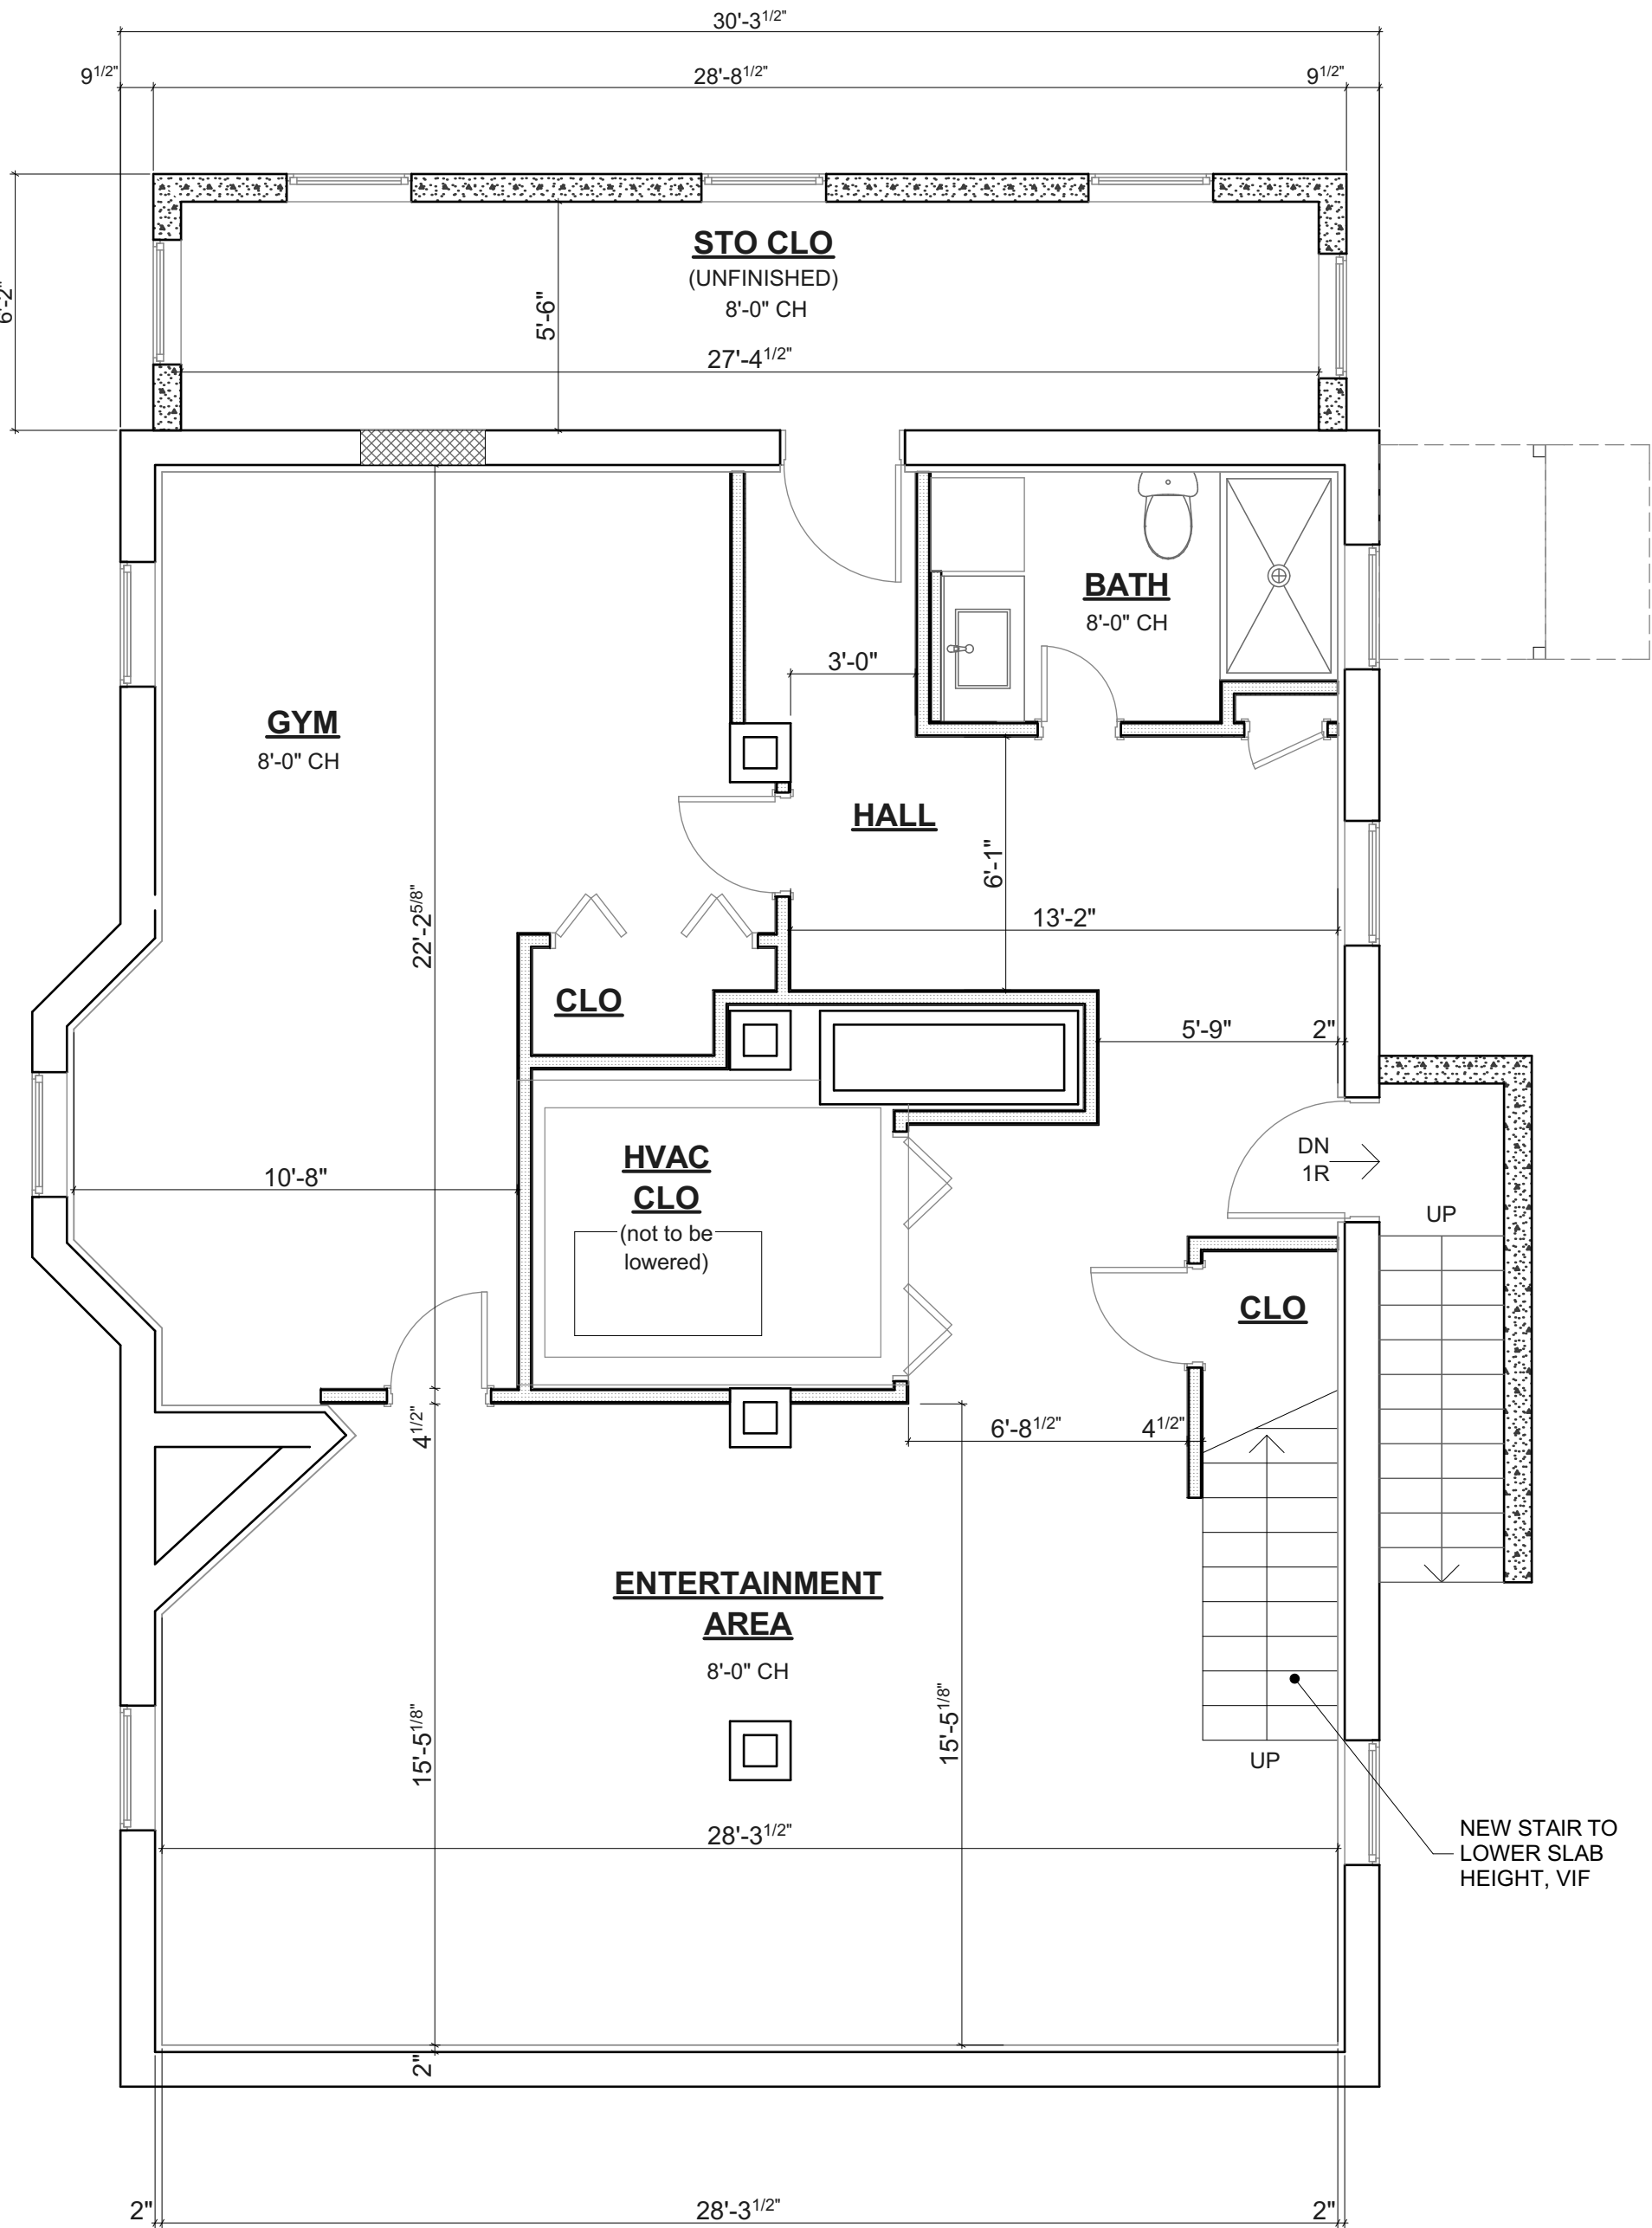 30'-3 1/2"
9 1/2"
28'-8 1/2"
9 1/2"
STO CLO
(UNFINISHED)
8'-0" CH
6'-2"
5'-6"
27'-4 1/2"
BATH
8'-0" CH
3'-0"
GYM
8'-0" CH
HALL
6'-1"
22'-2 5/8"
13'-2"
CLO
5'-9"
2"
HVAC
CLO
(not to be
lowered)
10'-8"
DN
1R
UP
CLO
4 1/2"
6'-8 1/2"
4 1/2"
ENTERTAINMENT
AREA
8'-0" CH
15'-5 1/8"
15'-5 1/8"
UP
28'-3 1/2"
NEW STAIR TO
LOWER SLAB
HEIGHT, VIF
2"
2"
28'-3 1/2"
2"